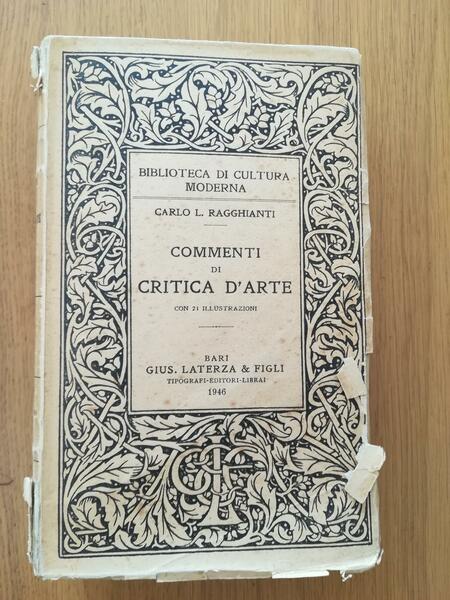 BIBLIOTECA DI CULTURA
MODERNA
CARLO L. RAGGHIANTI
COMMENTI
DI
CRITICA D'ARTE
CON 21 ILLUSTRAZIONI
BARI
GIUS. LATERZA & FIGLI
TIPOGRAFI-EDITORI-LIBRAI
1946